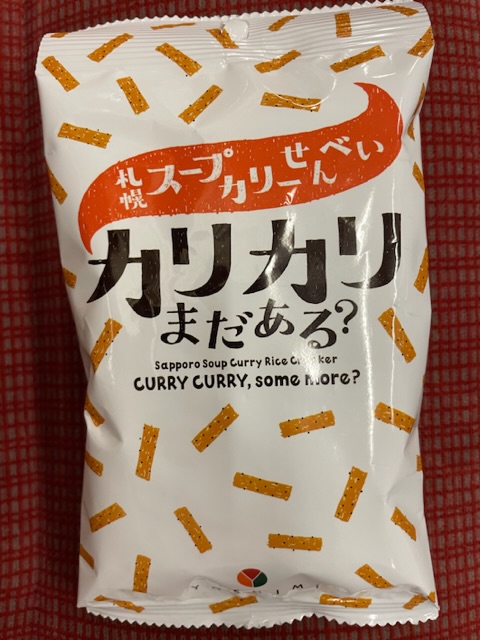 札幌スープカリーせんべい
カリカリ
まだある?
Sapporo Soup Curry Rice Cracker
CURRY CURRY, some more?
YOSHIMI